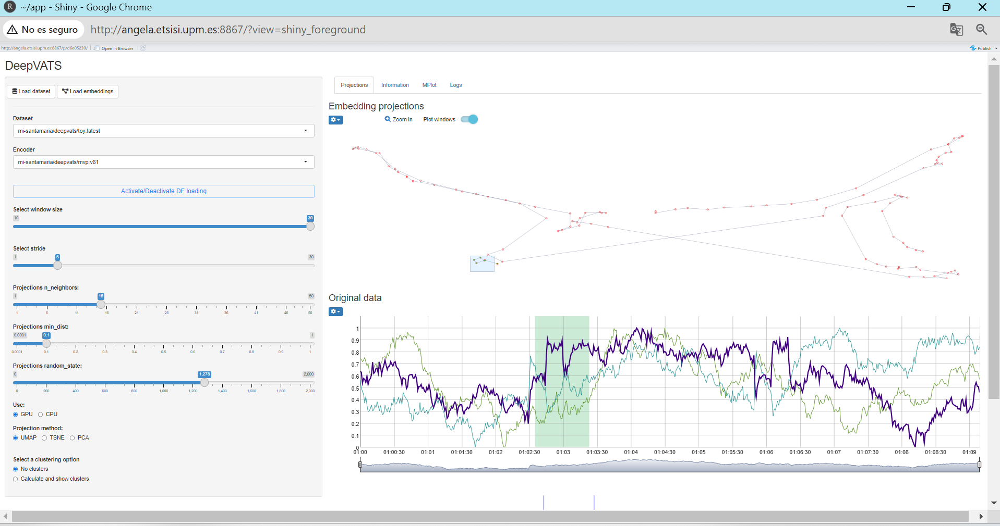 ~/app - Shiny - Google Chrome
No es seguro http://angela.etsisi.upm.es:8867/?view=shiny_foreground
http://angela.etsisi.upm.es:8867/p/d6e05239/ Open in Browser Publish
DeepVATS
Load dataset Load embeddings
Dataset
mi-santamaria/deepvats/toy:latest
Encoder
mi-santamaria/deepvats/mvp:v81
Activate/Deactivate DF loading
Select window size
10 30
Select stride
1 5 30
Projections n_neighbors:
1 15 50
1 6 11 16 21 26 31 36 41 46 50
Projections min_dist:
0.0001 0.1 1
0.0001 0.1 0.2 0.3 0.4 0.5 0.6 0.7 0.8 0.9 1
Projections random_state:
0 1,278 2,000
0 200 400 600 800 1,000 1,200 1,400 1,600 1,800 2,000
Use:
GPU CPU
Projection method:
UMAP TSNE PCA
Select a clustering option
No clusters
Calculate and show clusters
Projections Information MPlot Logs
Embedding projections
Zoom in Plot windows
Original data
1
0.9
0.8
0.7
0.6
0.5
0.4
0.3
0.2
0.1
0
01:00 01:00:30 01:01 01:01:30 01:02 01:02:30 01:03 01:03:30 01:04 01:04:30 01:05 01:05:30 01:06 01:06:30 01:07 01:07:30 01:08 01:08:30 01:09